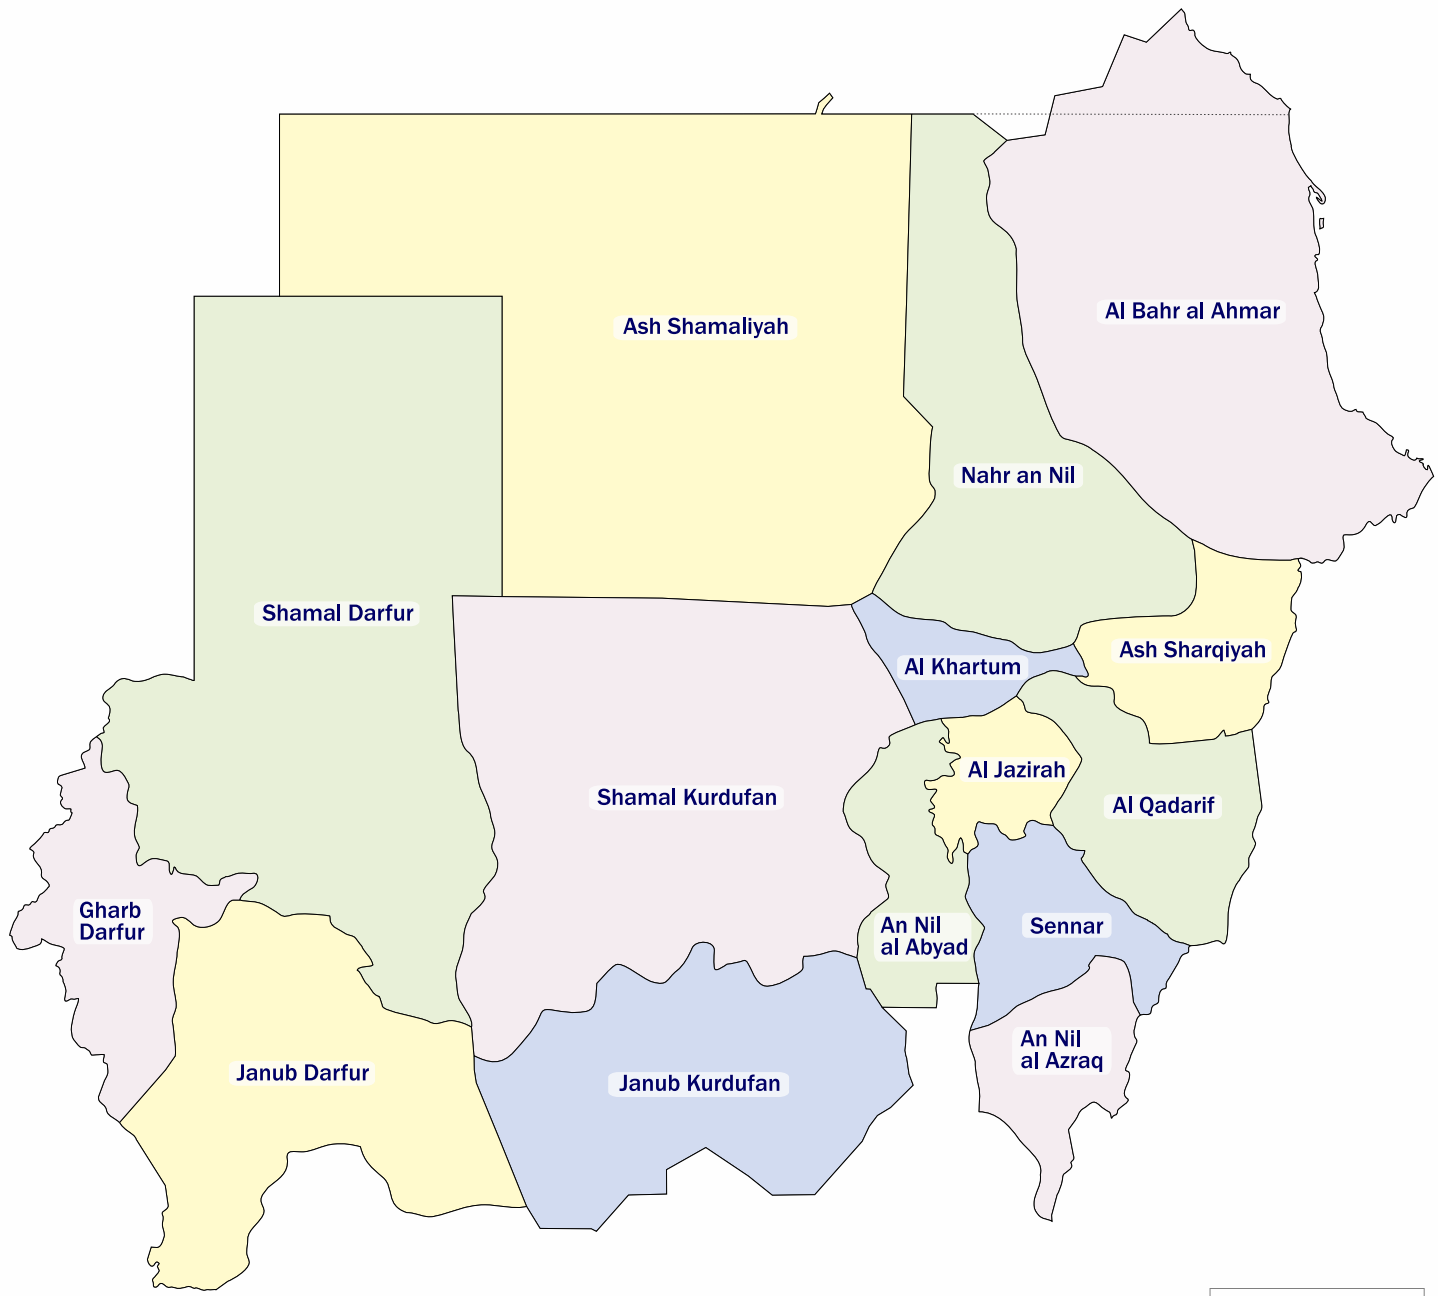 Al Bahr al Ahmar
Ash Shamaliyah
Nahr an Nil
Shamal Darfur
Ash Sharqiyah
Al Khartum
Al Jazirah
Shamal Kurdufan
Al Qadarif
Gharb
Darfur
An Nil
al Abyad
Sennar
An Nil
al Azraq
Janub Darfur
Janub Kurdufan